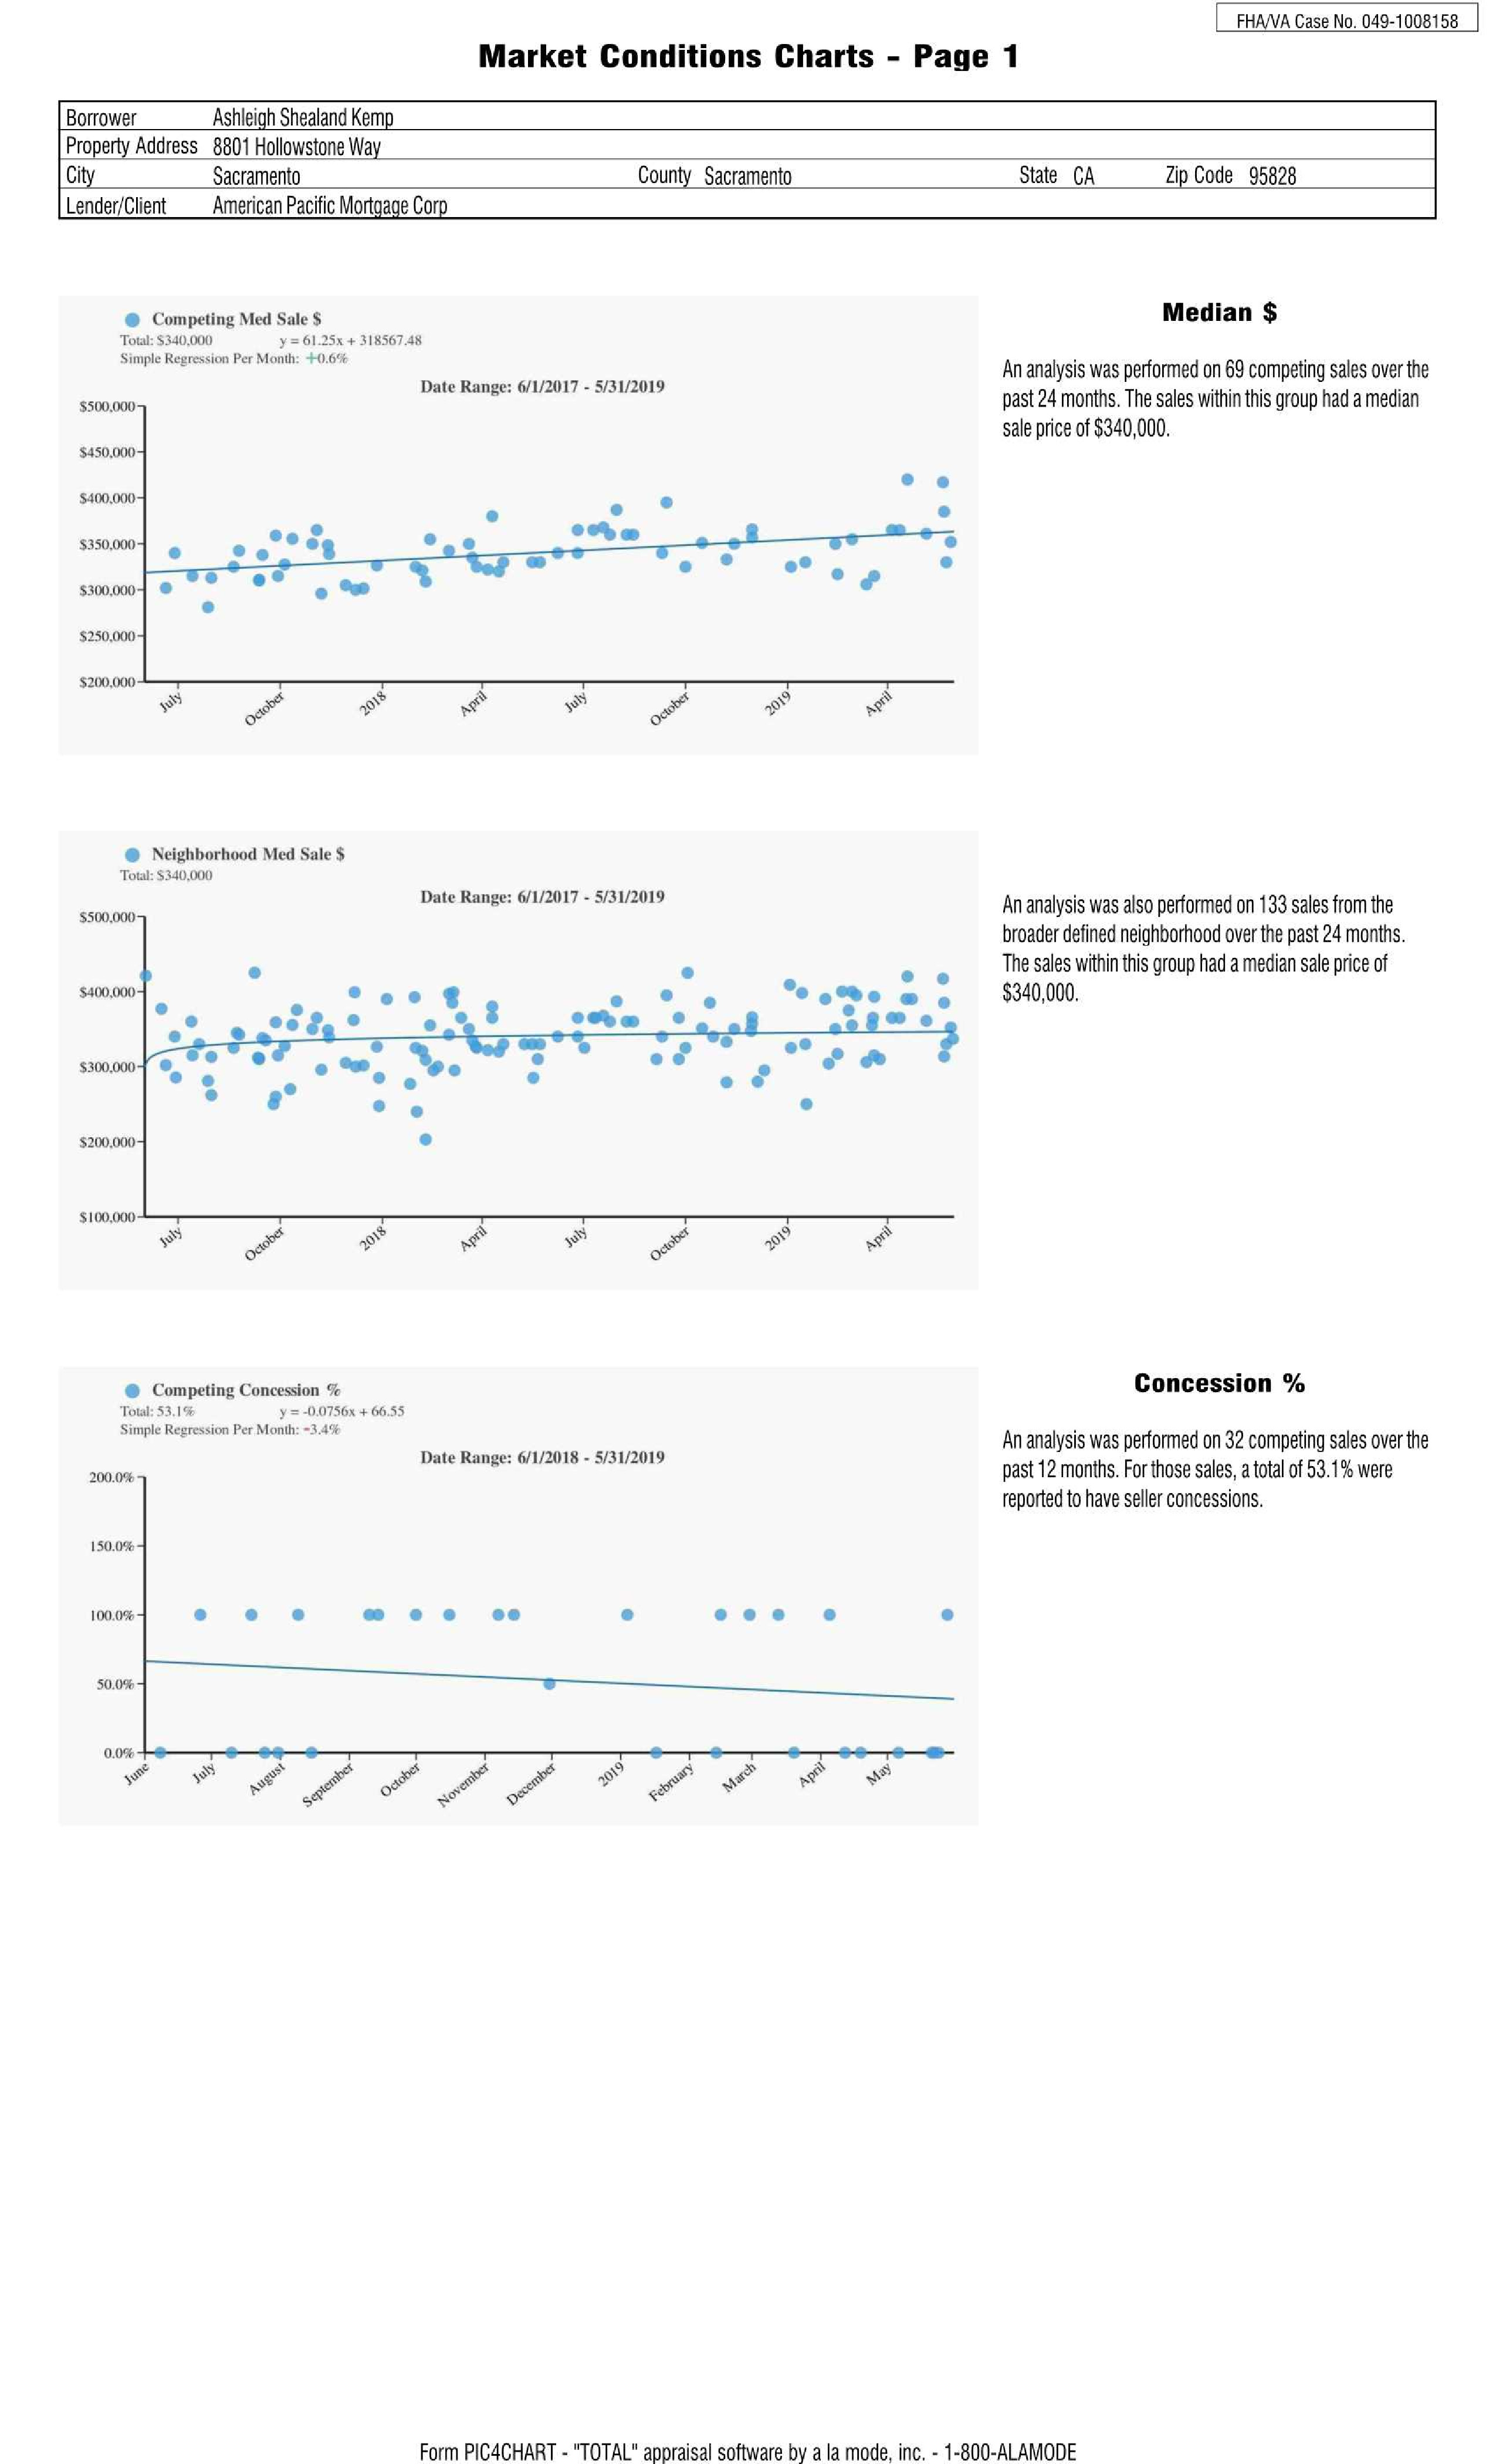 FHA/VA Case No. 049-1008158
Market Conditions Charts - Page 1
Borrower Ashleigh Shealand Kemp
Property Address 8801 Hollowstone Way
City Sacramento County Sacramento State CA Zip Code 95828
Lender/Client American Pacific Mortgage Corp
Competing Med Sale $
Total: $340,000 y = 61.25x + 318567.48
Simple Regression Per Month: +0.6%
Date Range: 6/1/2017 - 5/31/2019
$500,000
$450,000
$400,000
$350,000
$300,000
$250,000
$200,000
July October 2018 April July October 2019 April
Median $
An analysis was performed on 69 competing sales over the
past 24 months. The sales within this group had a median
sale price of $340,000.
Neighborhood Med Sale $
Total: $340,000
Date Range: 6/1/2017 - 5/31/2019
$500,000
$400,000
$300,000
$200,000
$100,000
July October 2018 April July October 2019 April
An analysis was also performed on 133 sales from the
broader defined neighborhood over the past 24 months.
The sales within this group had a median sale price of
$340,000.
Competing Concession %
Total: 53.1% y = -0.0756x + 66.55
Simple Regression Per Month: -3.4%
Date Range: 6/1/2018 - 5/31/2019
200.0%
150.0%
100.0%
50.0%
0.0%
June July August September October November December 2019 February March April May
Concession %
An analysis was performed on 32 competing sales over the
past 12 months. For those sales, a total of 53.1% were
reported to have seller concessions.
Form PIC4CHART - "TOTAL" appraisal software by a la mode, inc. - 1-800-ALAMODE